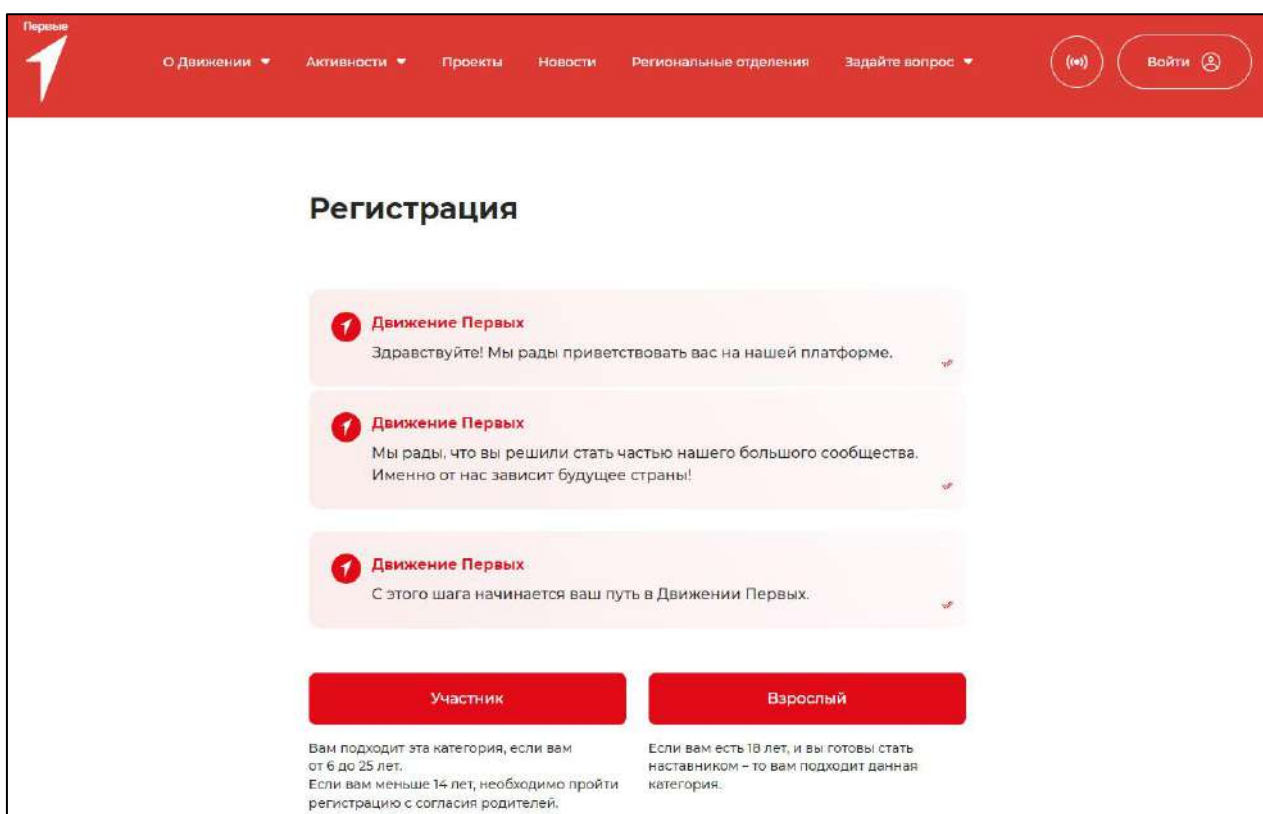 Первые
О Движении Активности Проекты Новости Региональные отделения Задайте вопрос Войти
Регистрация
Движение Первых
Здравствуйте! Мы рады приветствовать вас на нашей платформе.
Движение Первых
Мы рады, что вы решили стать частью нашего большого сообщества.
Именно от нас зависит будущее страны!
Движение Первых
С этого шага начинается ваш путь в Движении Первых.
Участник
Вам подходит эта категория, если вам
от 6 до 25 лет.
Если вам меньше 14 лет, необходимо пройти
регистрацию с согласия родителей.
Взрослый
Если вам есть 18 лет, и вы готовы стать
наставником – то вам подходит данная
категория.